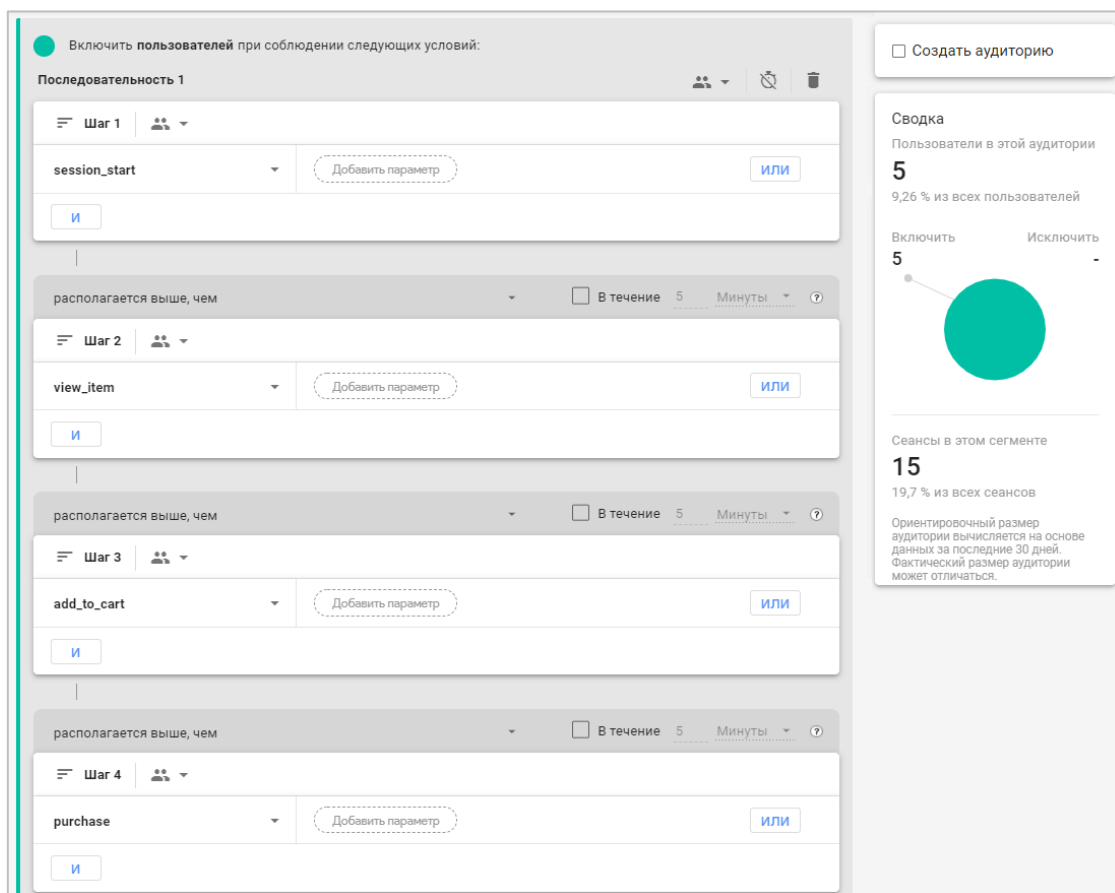 Включить пользователей при соблюдении следующих условий:
Последовательность 1
Шаг 1
session_start
Добавить параметр
ИЛИ
И
располагается выше, чем
В течение 5 Минуты ?
Шаг 2
view_item
Добавить параметр
ИЛИ
И
располагается выше, чем
В течение 5 Минуты ?
Шаг 3
add_to_cart
Добавить параметр
ИЛИ
И
располагается выше, чем
В течение 5 Минуты ?
Шаг 4
purchase
Добавить параметр
ИЛИ
И
Создать аудиторию
Сводка
Пользователи в этой аудитории
5
9,26 % из всех пользователей
Включить Исключить
5 -
Сеансы в этом сегменте
15
19,7 % из всех сеансов
Ориентировочный размер
аудитории вычисляется на основе
данных за последние 30 дней.
Фактический размер аудитории
может отличаться.